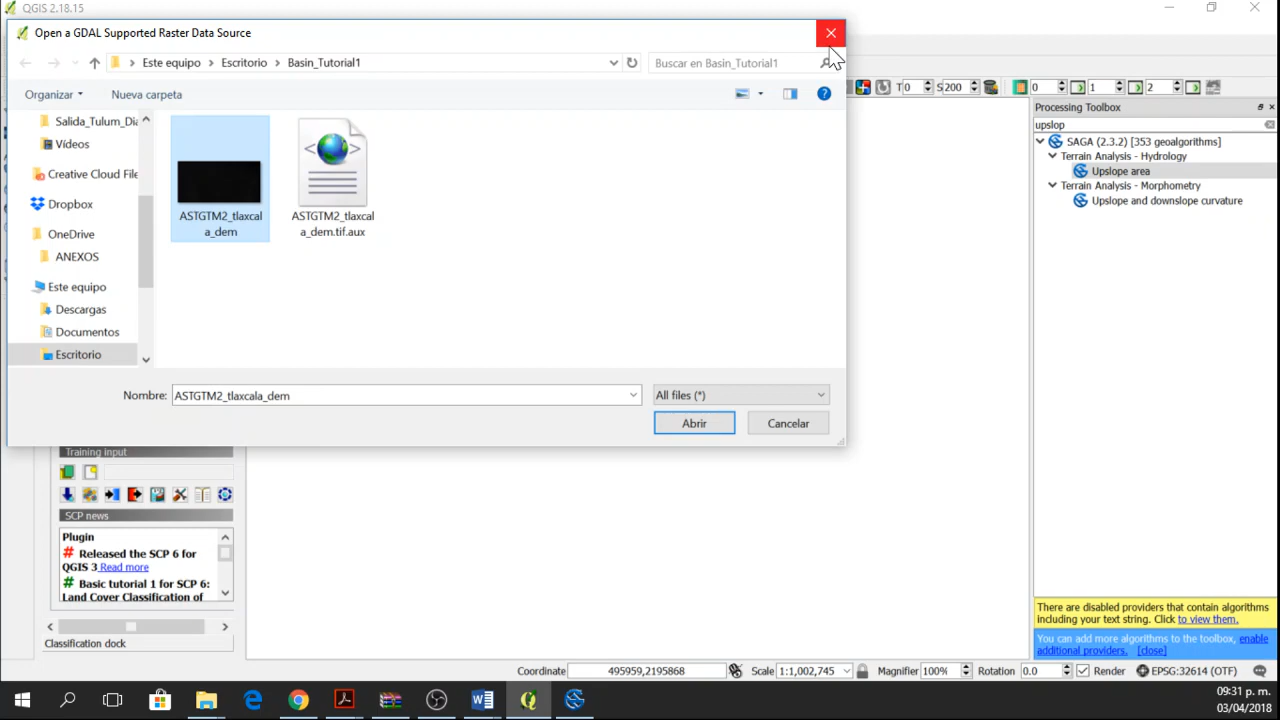 QGIS 2.18.15
Open a GDAL Supported Raster Data Source
Este equipo
Escritorio
Basin_Tutorial1
Buscar en Basin_Tutorial1
Organizar
Nueva carpeta
T 0
S 200
0
1
2
Processing Toolbox
upslop
Salida_Tulum_Dia
Vídeos
Creative Cloud File
Dropbox
OneDrive
ANEXOS
Este equipo
Descargas
Documentos
Escritorio
ASTGTM2_tlaxcal
a_dem
ASTGTM2_tlaxcal
a_dem.tif.aux
SAGA (2.3.2) [353 geoalgorithms]
Terrain Analysis - Hydrology
Upslope area
Terrain Analysis - Morphometry
Upslope and downslope curvature
Nombre:
ASTGTM2_tlaxcala_dem
All files (*)
Abrir
Cancelar
Training input
SCP news
Plugin
# Released the SCP 6 for
QGIS 3 Read more
# Basic tutorial 1 for SCP 6:
Land Cover Classification of
Classification dock
There are disabled providers that contain algorithms
including your text string. Click to view them.
You can add more algorithms to the toolbox, enable
additional providers. [close]
Coordinate
495959,2195868
Scale
1:1,002,745
Magnifier
100%
Rotation
0.0
Render
EPSG:32614 (OTF)
09:31 p. m.
03/04/2018